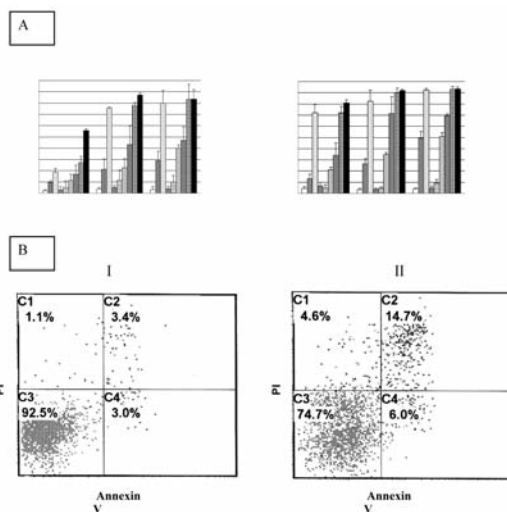 A
B
I
II
C1
1.1%
C2
3.4%
C3
92.5%
C4
3.0%
PI
Annexin
V
C1
4.6%
C2
14.7%
C3
74.7%
C4
6.0%
PI
Annexin
V